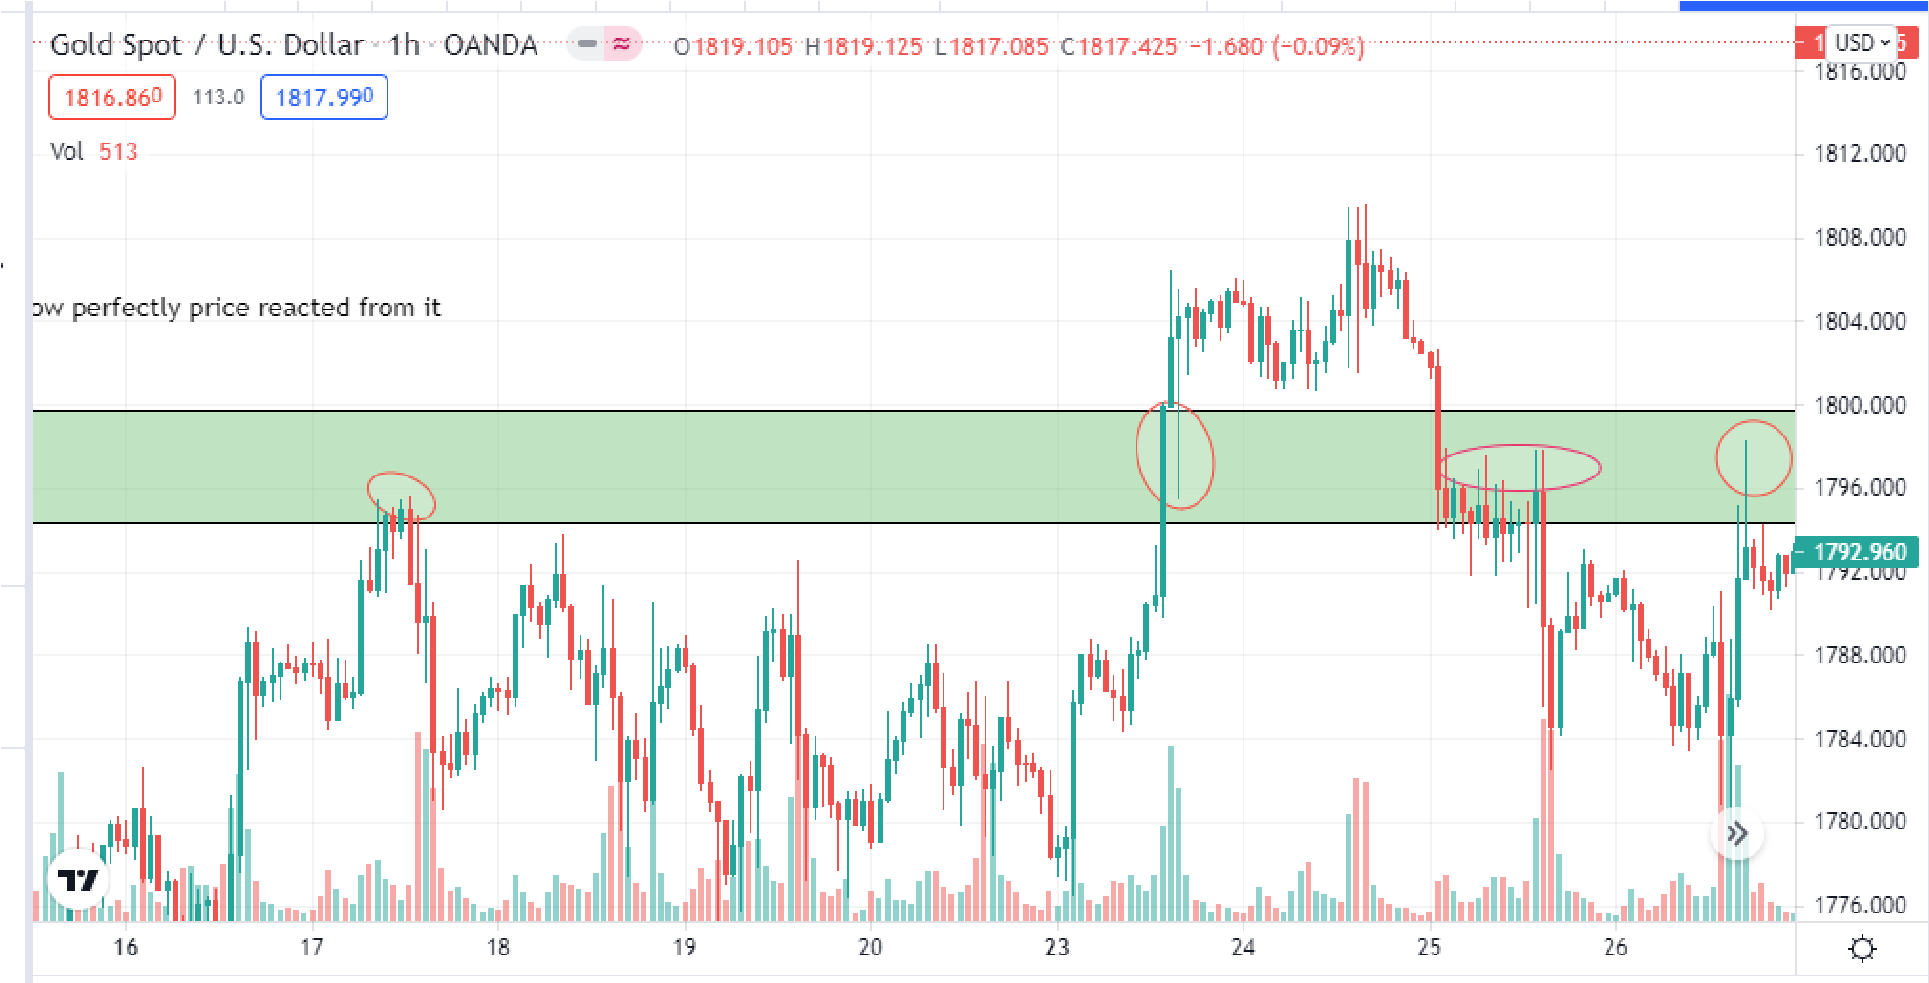 Gold Spot / U.S. Dollar · 1h · OANDA O1819.105 H1819.125 L1817.085 C1817.425 −1.680 (−0.09%)
USD
1816.860 113.0 1817.990
Vol 513
ow perfectly price reacted from it
1816.000
1812.000
1808.000
1804.000
1800.000
1796.000
1792.960
1792.000
1788.000
1784.000
1780.000
1776.000
16 17 18 19 20 23 24 25 26